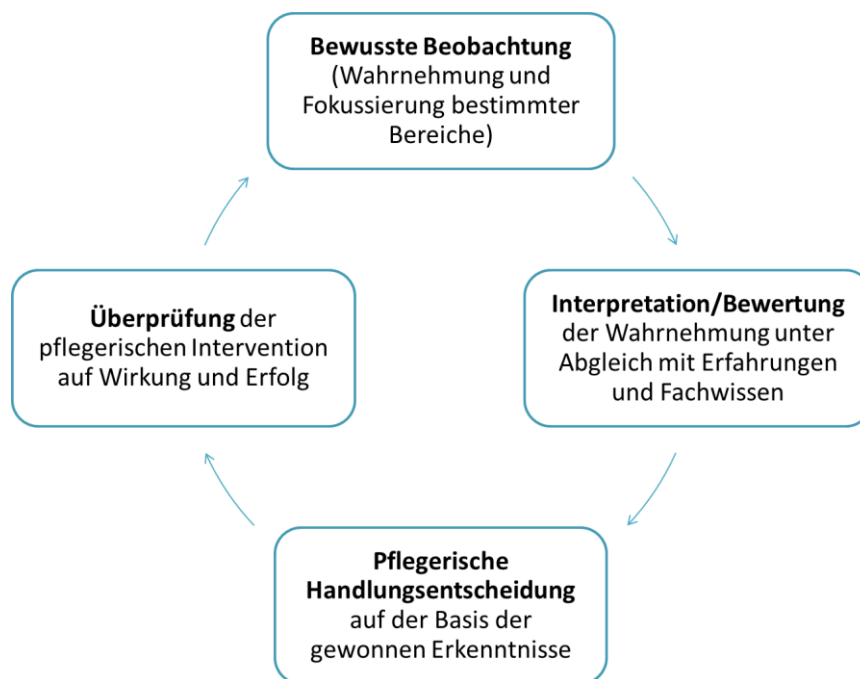 Bewusste Beobachtung
(Wahrnehmung und
Fokussierung bestimmter
Bereiche)
Interpretation/Bewertung
der Wahrnehmung unter
Abgleich mit Erfahrungen
und Fachwissen
Pflegerische
Handlungsentscheidung
auf der Basis der
gewonnen Erkenntnisse
Überprüfung der
pflegerischen Intervention
auf Wirkung und Erfolg